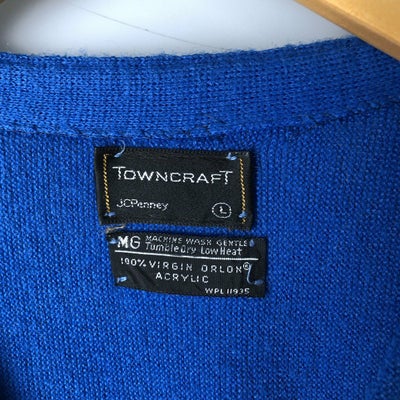 TOWNCRAFT
JCPenney L
MG MACHINE WASH GENTLE
Tumble Dry Low Heat
100% VIRGIN ORLON®
ACRYLIC
WPL 11935